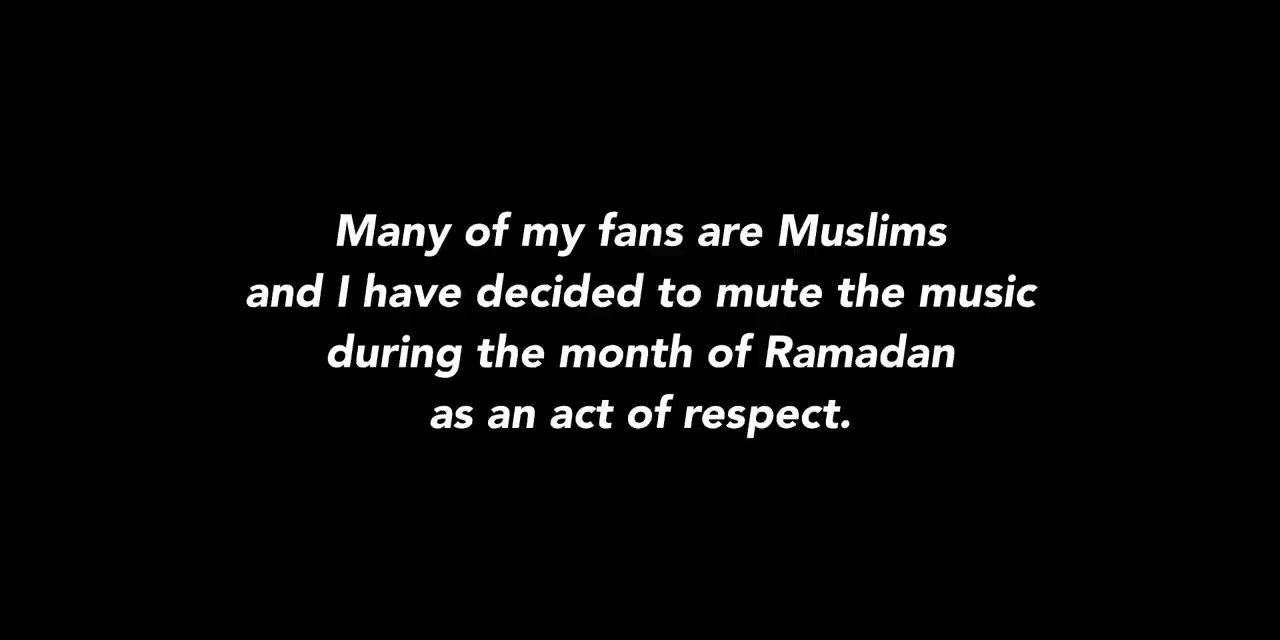 Many of my fans are Muslims
and I have decided to mute the music
during the month of Ramadan
as an act of respect.